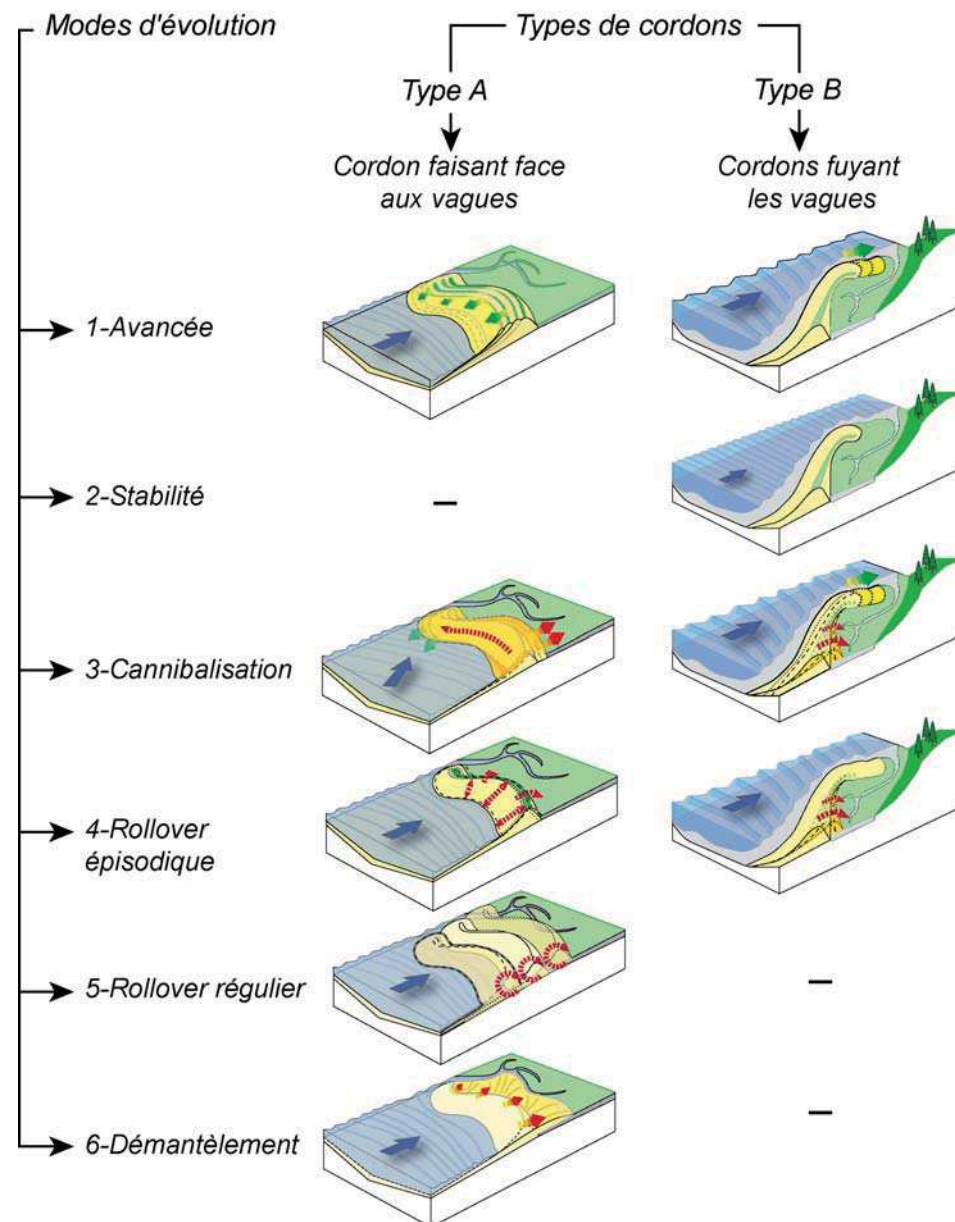 Modes d'évolution
Types de cordons
Type A
Type B
Cordon faisant face
aux vagues
Cordons fuyant
les vagues
1-Avancée
2-Stabilité
–
3-Cannibalisation
4-Rollover
épisodique
5-Rollover régulier
–
6-Démantèlement
–